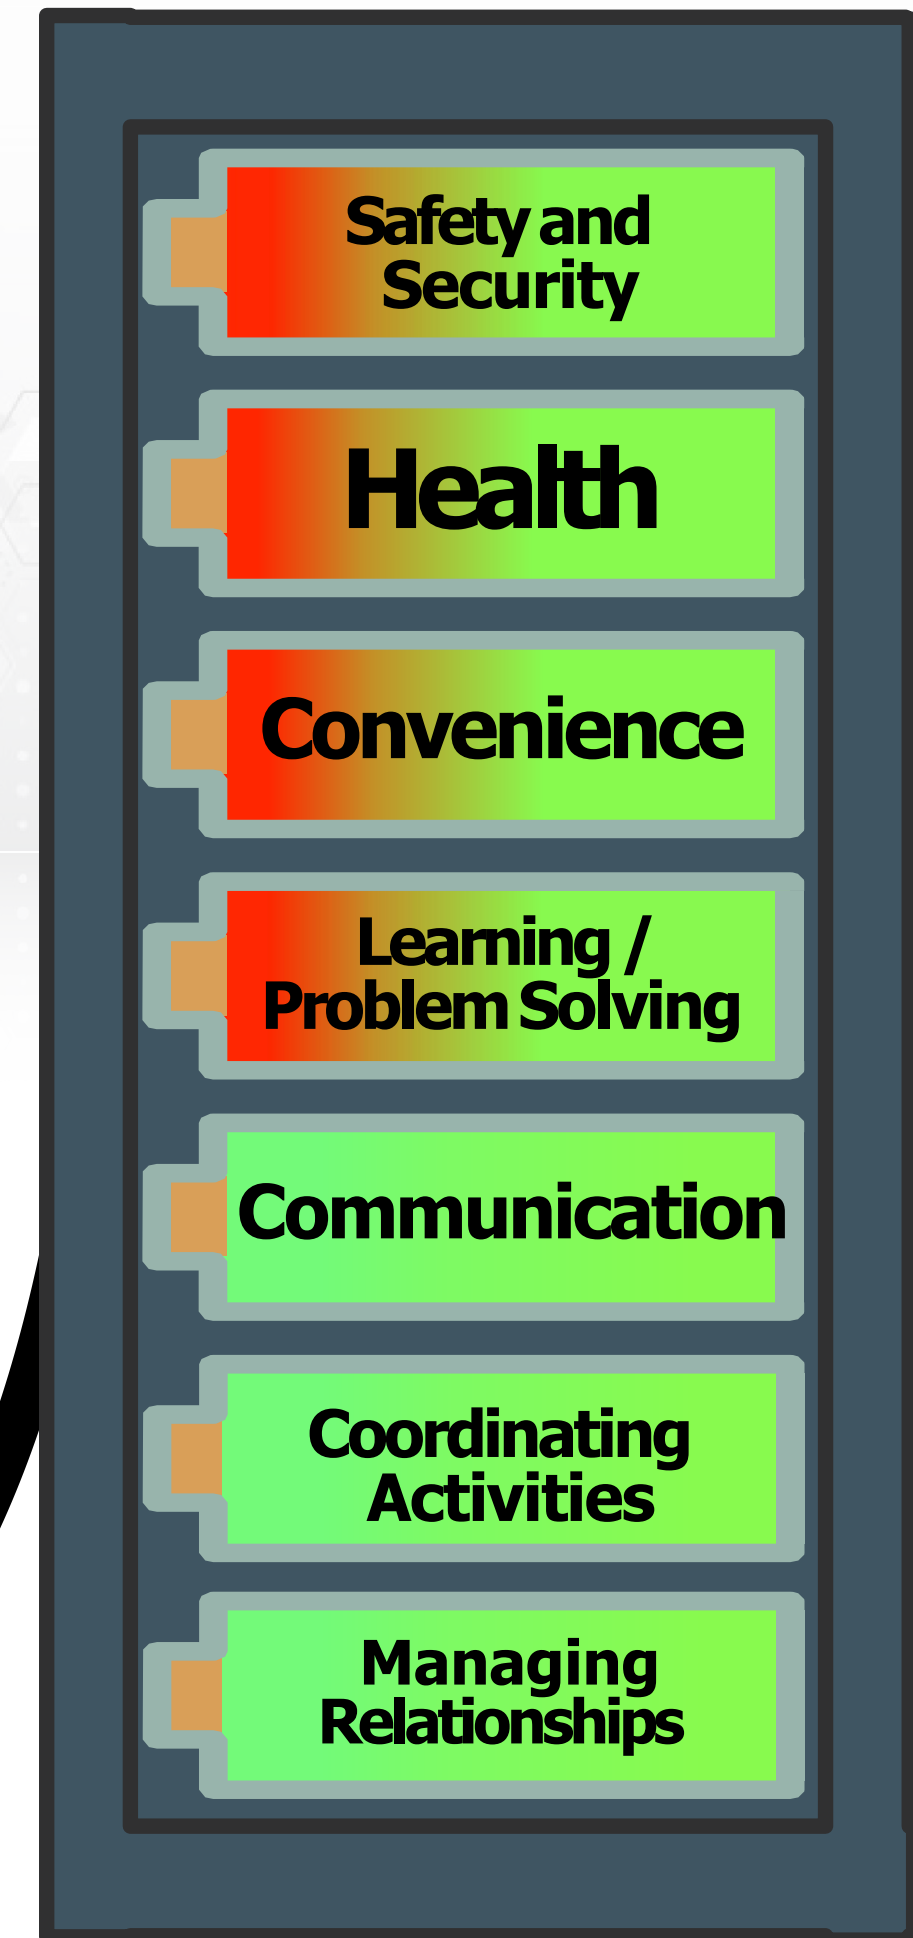 Safety and
Security
Health
Convenience
Learning /
Problem Solving
Communication
Coordinating
Activities
Managing
Relationships